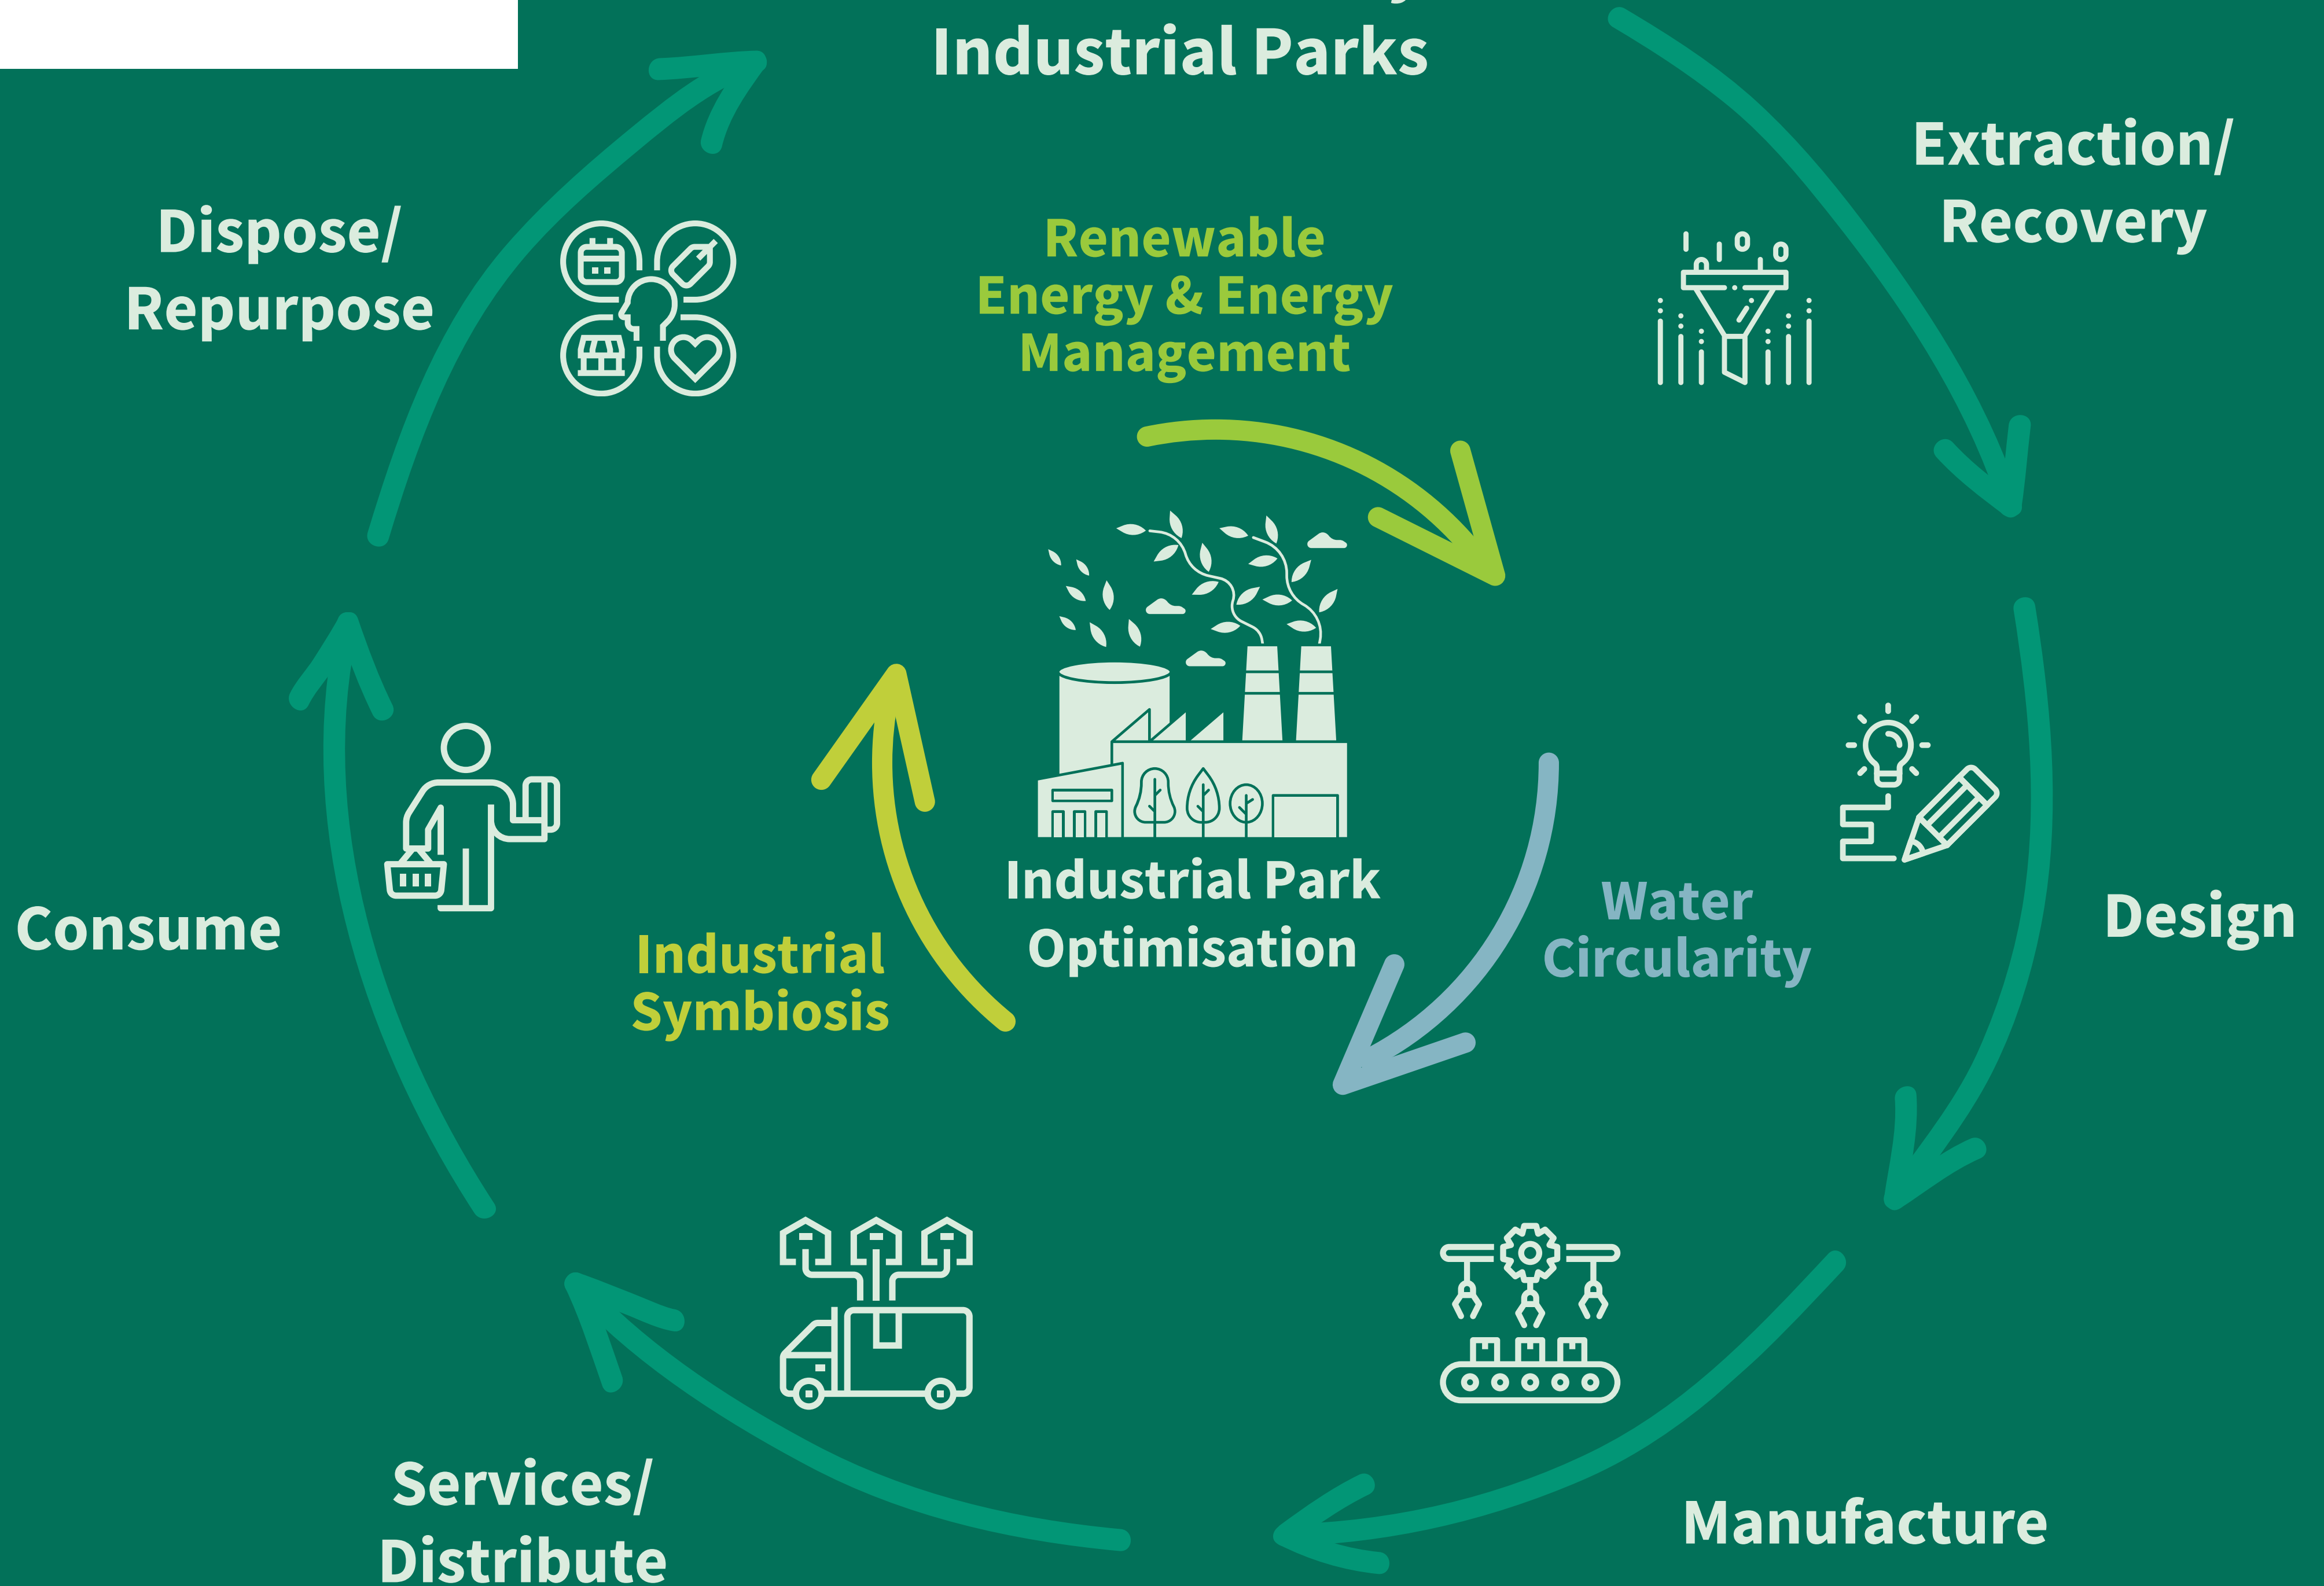 Industrial Parks
Extraction/
Recovery
Dispose/
Repurpose
Renewable
Energy & Energy
Management
Industrial Park
Optimisation
Water
Circularity
Design
Consume
Industrial
Symbiosis
Services/
Distribute
Manufacture